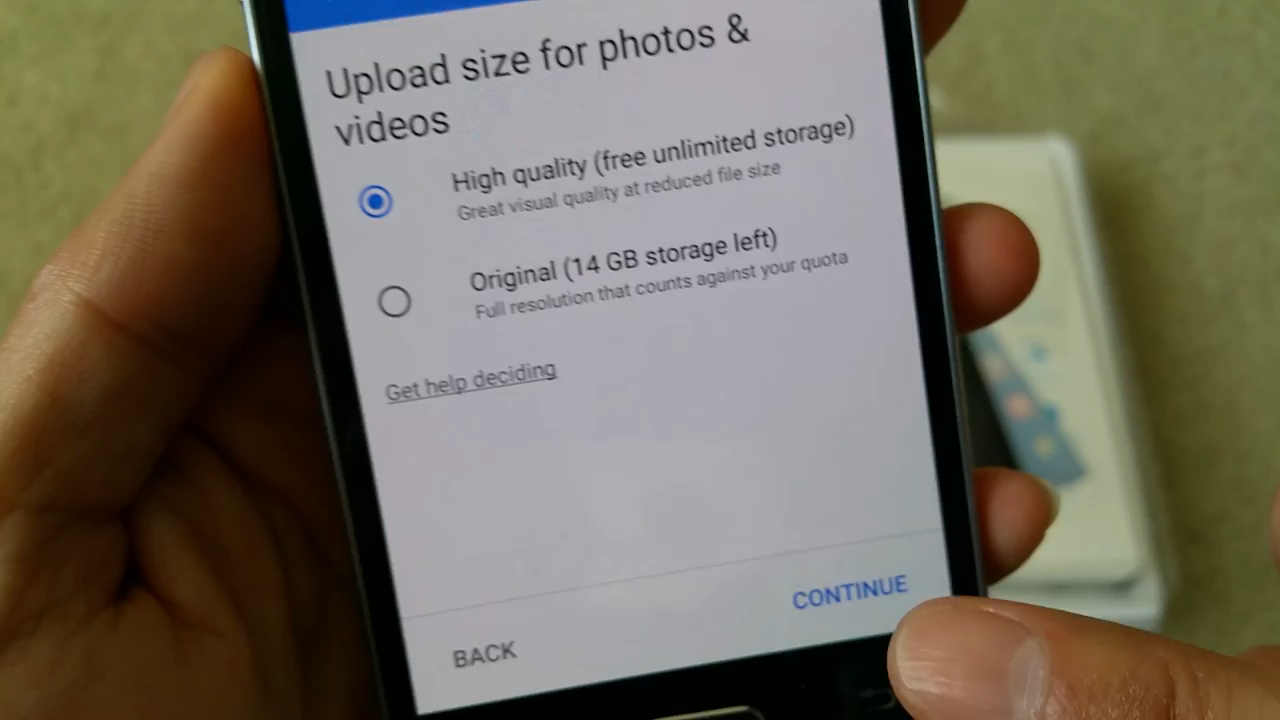 Upload size for photos &
videos
High quality (free unlimited storage)
Great visual quality at reduced file size
Original (14 GB storage left)
Full resolution that counts against your quota
Get help deciding
BACK
CONTINUE